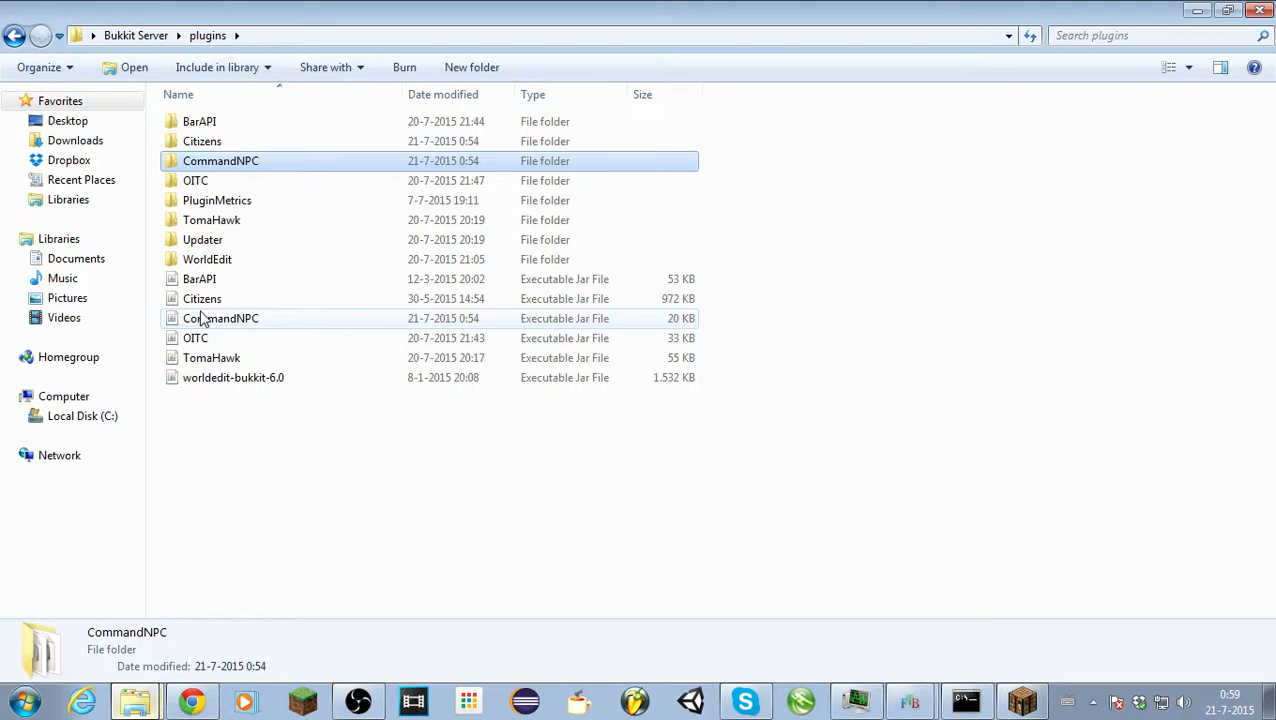 Bukkit Server
plugins
Search plugins
Organize
Open
Include in library
Share with
Burn
New folder
Name
Date modified
Type
Size
Favorites
Desktop
Downloads
Dropbox
Recent Places
Libraries
Libraries
Documents
Music
Pictures
Videos
Homegroup
Computer
Local Disk (C:)
Network
BarAPI 20-7-2015 21:44 File folder
Citizens 21-7-2015 0:54 File folder
CommandNPC 21-7-2015 0:54 File folder
OITC 20-7-2015 21:47 File folder
PluginMetrics 7-7-2015 19:11 File folder
TomaHawk 20-7-2015 20:19 File folder
Updater 20-7-2015 20:19 File folder
WorldEdit 20-7-2015 21:05 File folder
BarAPI 12-3-2015 20:02 Executable Jar File 53 KB
Citizens 30-5-2015 14:54 Executable Jar File 972 KB
CommandNPC 21-7-2015 0:54 Executable Jar File 20 KB
OITC 20-7-2015 21:43 Executable Jar File 33 KB
TomaHawk 20-7-2015 20:17 Executable Jar File 55 KB
worldedit-bukkit-6.0 8-1-2015 20:08 Executable Jar File 1.532 KB
CommandNPC
File folder
Date modified: 21-7-2015 0:54
0:59
21-7-2015